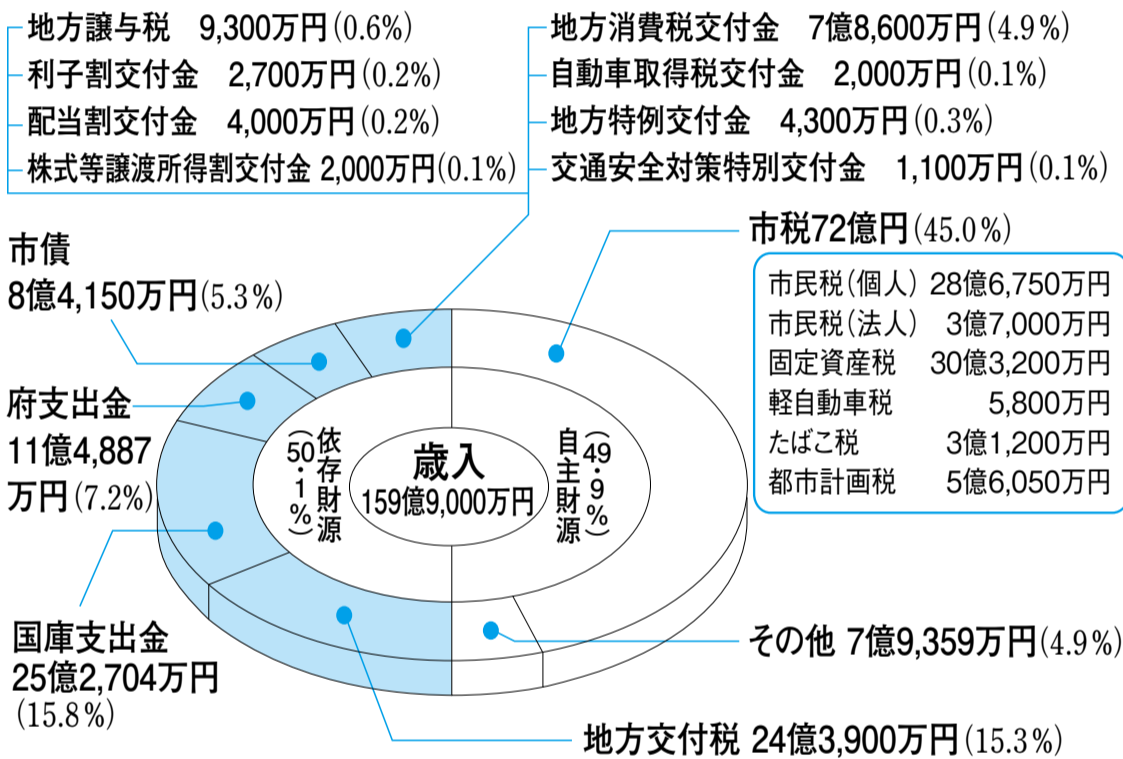 地方譲与税 9,300万円(0.6%)
利子割交付金 2,700万円(0.2%)
配当割交付金 4,000万円(0.2%)
株式等譲渡所得割交付金 2,000万円(0.1%)
地方消費税交付金 7億8,600万円(4.9%)
自動車取得税交付金 2,000万円(0.1%)
地方特例交付金 4,300万円(0.3%)
交通安全対策特別交付金 1,100万円(0.1%)
市税72億円(45.0%)
市民税(個人) 28億6,750万円
市民税(法人) 3億7,000万円
固定資産税 30億3,200万円
軽自動車税 5,800万円
たばこ税 3億1,200万円
都市計画税 5億6,050万円
市債
8億4,150万円(5.3%)
府支出金
11億4,887
万円(7.2%)
国庫支出金
25億2,704万円
(15.8%)
依存財源
(50・1%)
歳入
159億9,000万円
自主財源
(49・9%)
その他 7億9,359万円(4.9%)
地方交付税 24億3,900万円(15.3%)